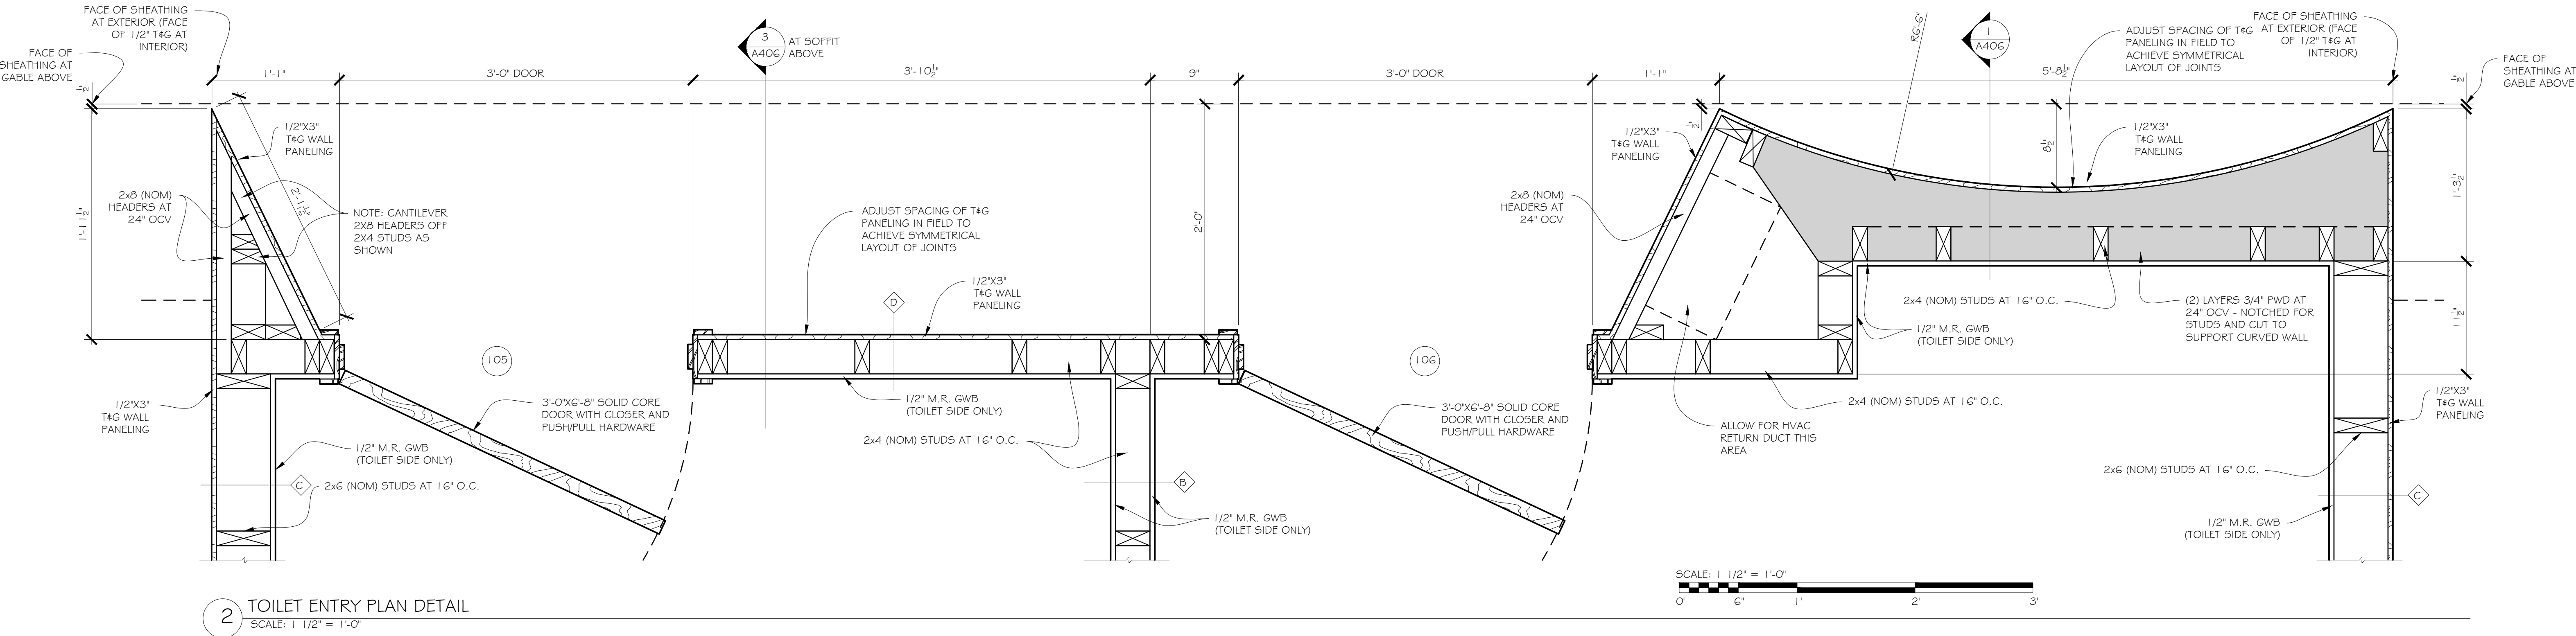 FACE OF SHEATHING
AT EXTERIOR (FACE
OF 1/2" T&G AT
INTERIOR)
FACE OF
SHEATHING AT
GABLE ABOVE
3
A406
AT SOFFIT
ABOVE
R6'-6"
1
A406
ADJUST SPACING OF T&G
PANELING IN FIELD TO
ACHIEVE SYMMETRICAL
LAYOUT OF JOINTS
FACE OF SHEATHING
AT EXTERIOR (FACE
OF 1/2" T&G AT
INTERIOR)
FACE OF
SHEATHING AT
GABLE ABOVE
1'-1"
3'-0" DOOR
3'-10½"
9"
3'-0" DOOR
1'-1"
5'-8½"
½"
½"
½"
1/2"X3"
T&G WALL
PANELING
2'-1½"
1'-11½"
2x8 (NOM)
HEADERS AT
24" OCV
NOTE: CANTILEVER
2X8 HEADERS OFF
2X4 STUDS AS
SHOWN
ADJUST SPACING OF T&G
PANELING IN FIELD TO
ACHIEVE SYMMETRICAL
LAYOUT OF JOINTS
1/2"X3"
T&G WALL
PANELING
2'-0"
1/2"X3"
T&G WALL
PANELING
8½"
1/2"X3"
T&G WALL
PANELING
2x8 (NOM)
HEADERS AT
24" OCV
1'-3½"
11½"
2x4 (NOM) STUDS AT 16" O.C.
1/2" M.R. GWB
(TOILET SIDE ONLY)
(2) LAYERS 3/4" PWD AT
24" OCV - NOTCHED FOR
STUDS AND CUT TO
SUPPORT CURVED WALL
105
D
106
1/2"X3"
T&G WALL
PANELING
3'-0"X6'-8" SOLID CORE
DOOR WITH CLOSER AND
PUSH/PULL HARDWARE
1/2" M.R. GWB
(TOILET SIDE ONLY)
2x4 (NOM) STUDS AT 16" O.C.
3'-0"X6'-8" SOLID CORE
DOOR WITH CLOSER AND
PUSH/PULL HARDWARE
2x4 (NOM) STUDS AT 16" O.C.
ALLOW FOR HVAC
RETURN DUCT THIS
AREA
1/2"X3"
T&G WALL
PANELING
1/2" M.R. GWB
(TOILET SIDE ONLY)
C
2x6 (NOM) STUDS AT 16" O.C.
B
1/2" M.R. GWB
(TOILET SIDE ONLY)
2x6 (NOM) STUDS AT 16" O.C.
C
1/2" M.R. GWB
(TOILET SIDE ONLY)
SCALE: 1 1/2" = 1'-0"
0' 6" 1' 2' 3'
2
TOILET ENTRY PLAN DETAIL
SCALE: 1 1/2" = 1'-0"